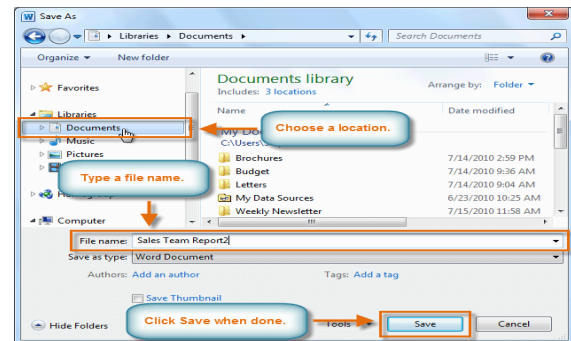 Save As
Libraries ▸ Documents ▸
Search Documents
Organize ▾ New folder
Documents library
Includes: 3 locations
Arrange by: Folder ▾
Favorites
Name Date modified
Libraries
Documents
Choose a location.
C:\Users\
Music
Brochures 7/14/2010 2:59 PM
Pictures
Budget 7/14/2010 9:36 AM
Type a file name.
Letters 7/14/2010 9:04 AM
My Data Sources 6/23/2010 10:25 AM
Weekly Newsletter 7/15/2010 11:58 AM
Computer
File name: Sales Team Report2
Save as type: Word Document
Authors: Add an author Tags: Add a tag
Save Thumbnail
Hide Folders
Click Save when done.
Tools
Save
Cancel